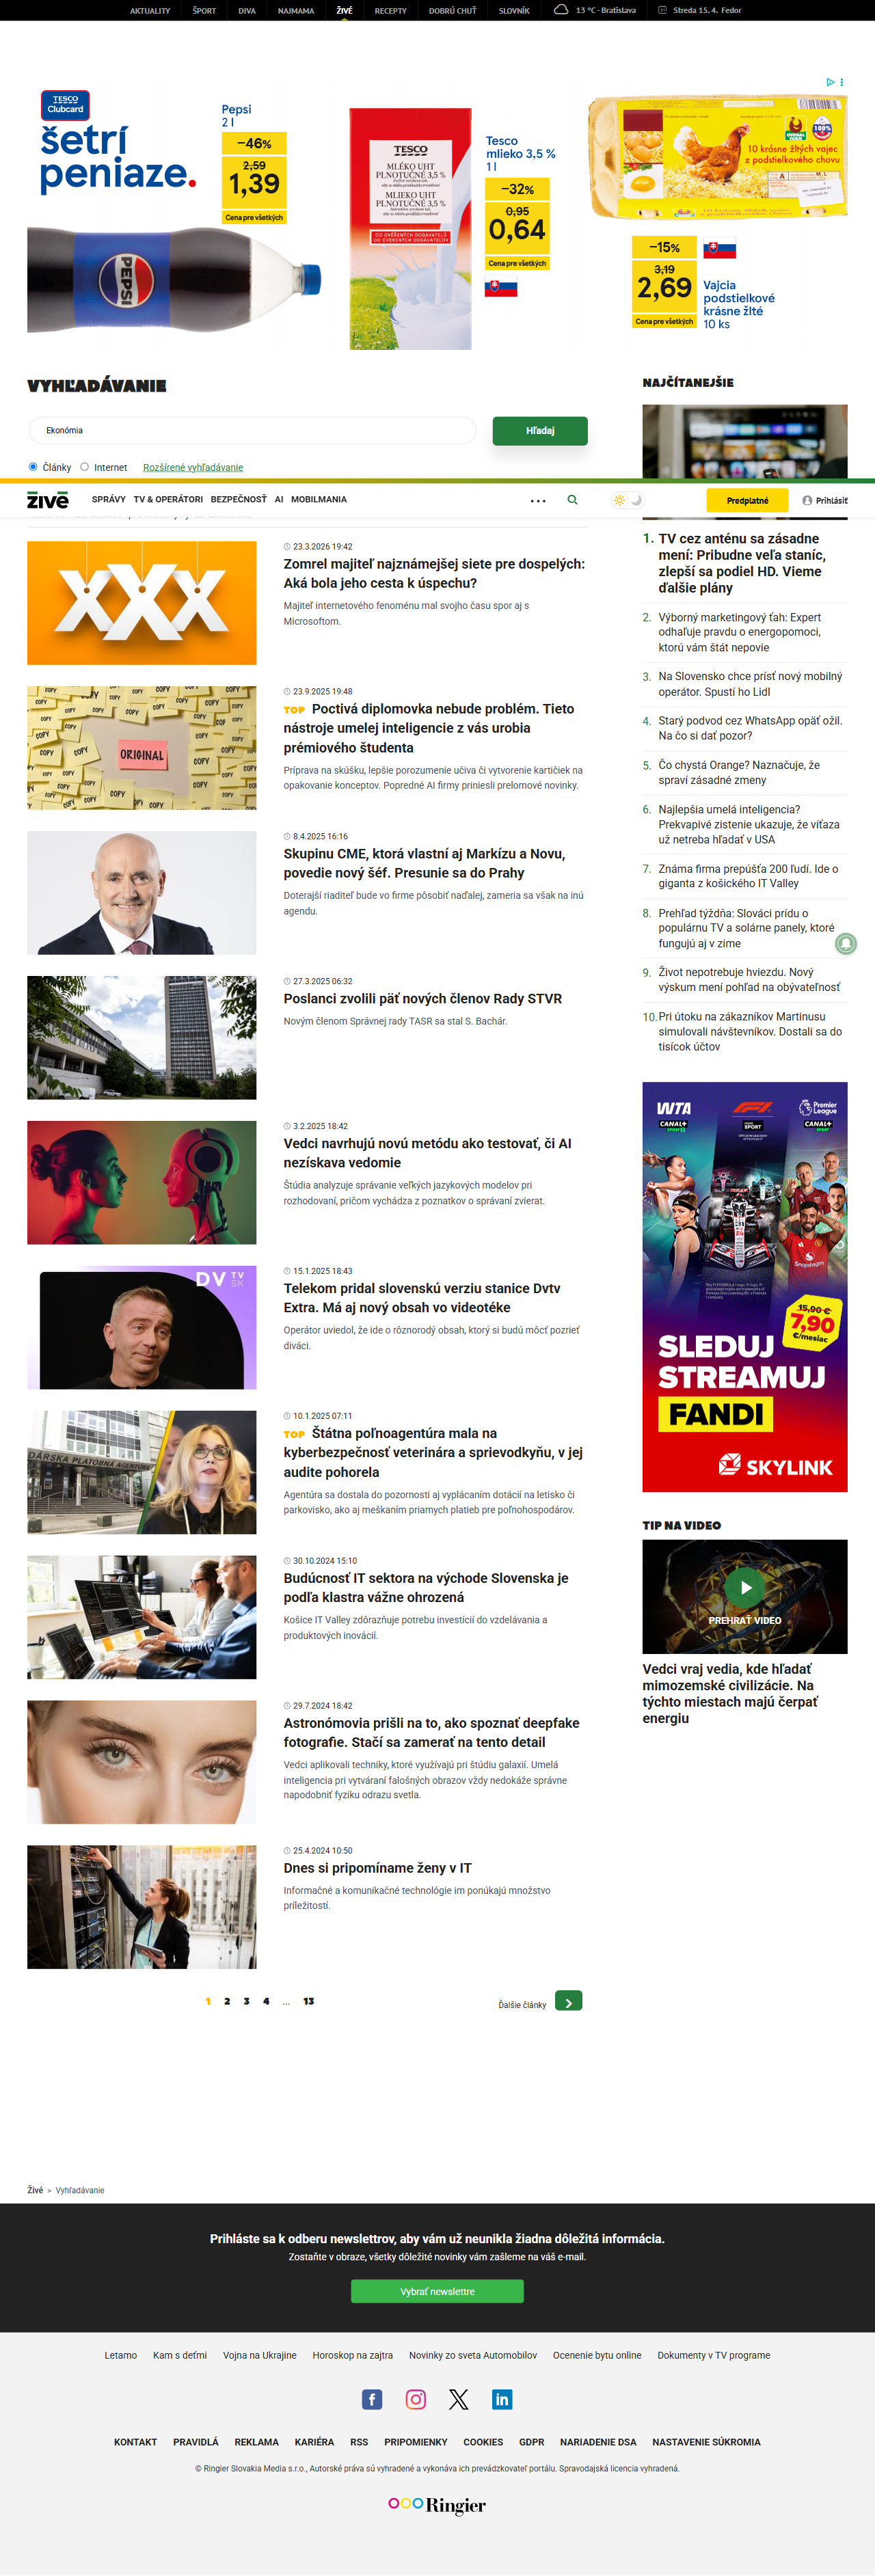 AKTUALITY ŠPORT DIVA NAJMAMA ŽIVÉ RECEPTY DOBRÚ CHUŤ SLOVNÍK 13 °C - Bratislava Streda 15. 4. Fedor
TESCO
Clubcard
šetrí
peniaze.
Pepsi
2 l
–46%
2,59
1,39
Cena pre všetkých
PEPSI
TESCO
MLÉKO UHT
PLNOTUČNÉ 3,5 %
MLIEKO UHT
PLNOTUČNÉ 3,5 %
Tesco
mlieko 3,5 %
1 l
–32%
0,95
0,64
Cena pre všetkých
10 krásne žltých vajec
z podstielkového chovu
100%
–15%
3,19
2,69
Cena pre všetkých
Vajcia
podstielkové
krásne žlté
10 ks
VYHĽADÁVANIE
Ekonómia
Hľadaj
Články Internet Rozšírené vyhľadávanie
NAJČÍTANEJŠIE
živé SPRÁVY TV & OPERÁTORI BEZPEČNOSŤ AI MOBILMANIA ... Predplatné Prihlásiť
XXX
23.3.2026 19:42
Zomrel majiteľ najznámejšej siete pre dospelých:
Aká bola jeho cesta k úspechu?
Majiteľ internetového fenoménu mal svojho času spor aj s
Microsoftom.
COPY
ORIGINAL
23.9.2025 19:48
TOP Poctivá diplomovka nebude problém. Tieto
nástroje umelej inteligencie z vás urobia
prémiového študenta
Príprava na skúšku, lepšie porozumenie učiva či vytvorenie kartičiek na
opakovanie konceptov. Popredné AI firmy priniesli prelomové novinky.
8.4.2025 16:16
Skupinu CME, ktorá vlastní aj Markízu a Novu,
povedie nový šéf. Presunie sa do Prahy
Doterajší riaditeľ bude vo firme pôsobiť naďalej, zameria sa však na inú
agendu.
27.3.2025 06:32
Poslanci zvolili päť nových členov Rady STVR
Novým členom Správnej rady TASR sa stal S. Bachár.
3.2.2025 18:42
Vedci navrhujú novú metódu ako testovať, či AI
nezískava vedomie
Štúdia analyzuje správanie veľkých jazykových modelov pri
rozhodovaní, pričom vychádza z poznatkov o správaní zvierat.
DVTV
SK
15.1.2025 18:43
Telekom pridal slovenskú verziu stanice Dvtv
Extra. Má aj nový obsah vo videotéke
Operátor uviedol, že ide o rôznorodý obsah, ktorý si budú môcť pozrieť
diváci.
DÁRSKA PLATOBNÁ AGENTÚRA
10.1.2025 07:11
TOP Štátna poľnoagentúra mala na
kyberbezpečnosť veterinára a sprievodkyňu, v jej
audite pohorela
Agentúra sa dostala do pozornosti aj vyplácaním dotácií na letisko či
parkovisko, ako aj meškaním priamych platieb pre poľnohospodárov.
30.10.2024 15:10
Budúcnosť IT sektora na východe Slovenska je
podľa klastra vážne ohrozená
Košice IT Valley zdôrazňuje potrebu investícií do vzdelávania a
produktových inovácií.
29.7.2024 18:42
Astronómovia prišli na to, ako spoznať deepfake
fotografie. Stačí sa zamerať na tento detail
Vedci aplikovali techniky, ktoré využívajú pri štúdiu galaxií. Umelá
inteligencia pri vytváraní falošných obrazov vždy nedokáže správne
napodobniť fyziku odrazu svetla.
25.4.2024 10:50
Dnes si pripomíname ženy v IT
Informačné a komunikačné technológie im ponúkajú množstvo
príležitostí.
1 2 3 4 ... 13 Ďalšie články
1. TV cez anténu sa zásadne
mení: Pribudne veľa staníc,
zlepší sa podiel HD. Vieme
ďalšie plány
2. Výborný marketingový ťah: Expert
odhaľuje pravdu o energopomoci,
ktorú vám štát nepovie
3. Na Slovensko chce prísť nový mobilný
operátor. Spustí ho Lidl
4. Starý podvod cez WhatsApp opäť ožil.
Na čo si dať pozor?
5. Čo chystá Orange? Naznačuje, že
spraví zásadné zmeny
6. Najlepšia umelá inteligencia?
Prekvapivé zistenie ukazuje, že víťaza
už netreba hľadať v USA
7. Známa firma prepúšťa 200 ľudí. Ide o
giganta z košického IT Valley
8. Prehľad týždňa: Slováci prídu o
populárnu TV a solárne panely, ktoré
fungujú aj v zime
9. Život nepotrebuje hviezdu. Nový
výskum mení pohľad na obývateľnosť
10. Pri útoku na zákazníkov Martinusu
simulovali návštevníkov. Dostali sa do
tisícok účtov
WTA F1 Premier League
CANAL+ SPORT CANAL+
15,90 €
7,90
€/mesiac
SLEDUJ
STREAMUJ
FANDI
SKYLINK
TIP NA VIDEO
PREHRAŤ VIDEO
Vedci vraj vedia, kde hľadať
mimozemské civilizácie. Na
týchto miestach majú čerpať
energiu
Živé > Vyhľadávanie
Prihláste sa k odberu newslettrov, aby vám už neunikla žiadna dôležitá informácia.
Zostaňte v obraze, všetky dôležité novinky vám zašleme na váš e-mail.
Vybrať newslettre
Letamo Kam s deťmi Vojna na Ukrajine Horoskop na zajtra Novinky zo sveta Automobilov Ocenenie bytu online Dokumenty v TV programe
KONTAKT PRAVIDLÁ REKLAMA KARIÉRA RSS PRIPOMIENKY COOKIES GDPR NARIADENIE DSA NASTAVENIE SÚKROMIA
© Ringier Slovakia Media s.r.o., Autorské práva sú vyhradené a vykonáva ich prevádzkovateľ portálu. Spravodajská licencia vyhradená.
Ringier